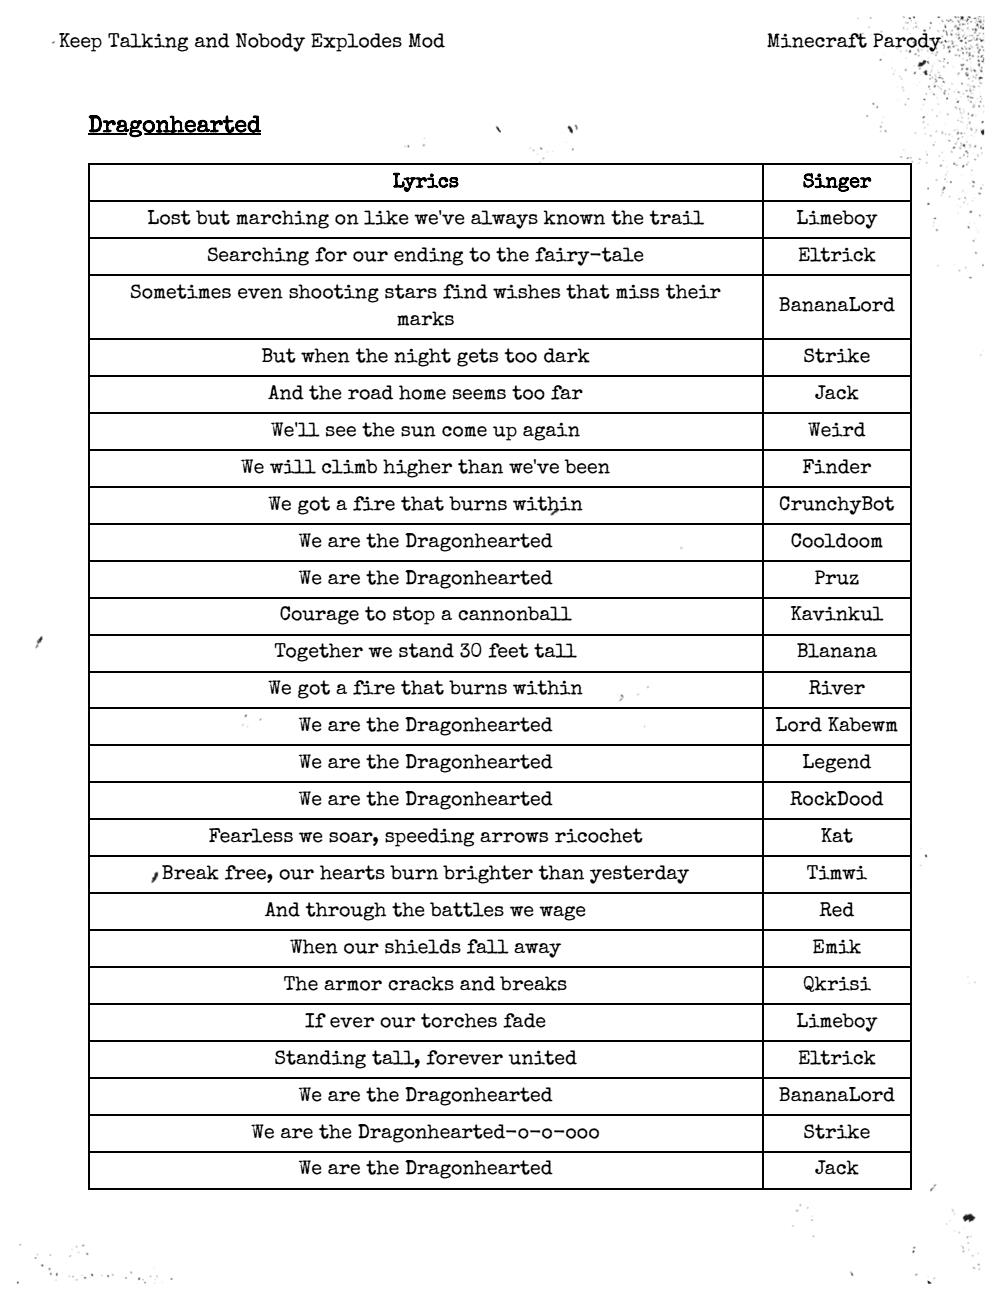 Keep Talking and Nobody Explodes Mod Minecraft Parody
Dragonhearted
Lyrics Singer
Lost but marching on like we've always known the trail Limeboy
Searching for our ending to the fairy-tale Eltrick
Sometimes even shooting stars find wishes that miss their
marks BananaLord
But when the night gets too dark Strike
And the road home seems too far Jack
We'll see the sun come up again Weird
We will climb higher than we've been Finder
We got a fire that burns within CrunchyBot
We are the Dragonhearted Cooldoom
We are the Dragonhearted Pruz
Courage to stop a cannonball Kavinkul
Together we stand 30 feet tall Blanana
We got a fire that burns within River
We are the Dragonhearted Lord Kabewm
We are the Dragonhearted Legend
We are the Dragonhearted RockDood
Fearless we soar, speeding arrows ricochet Kat
Break free, our hearts burn brighter than yesterday Timwi
And through the battles we wage Red
When our shields fall away Emik
The armor cracks and breaks Qkrisi
If ever our torches fade Limeboy
Standing tall, forever united Eltrick
We are the Dragonhearted BananaLord
We are the Dragonhearted-o-o-ooo Strike
We are the Dragonhearted Jack